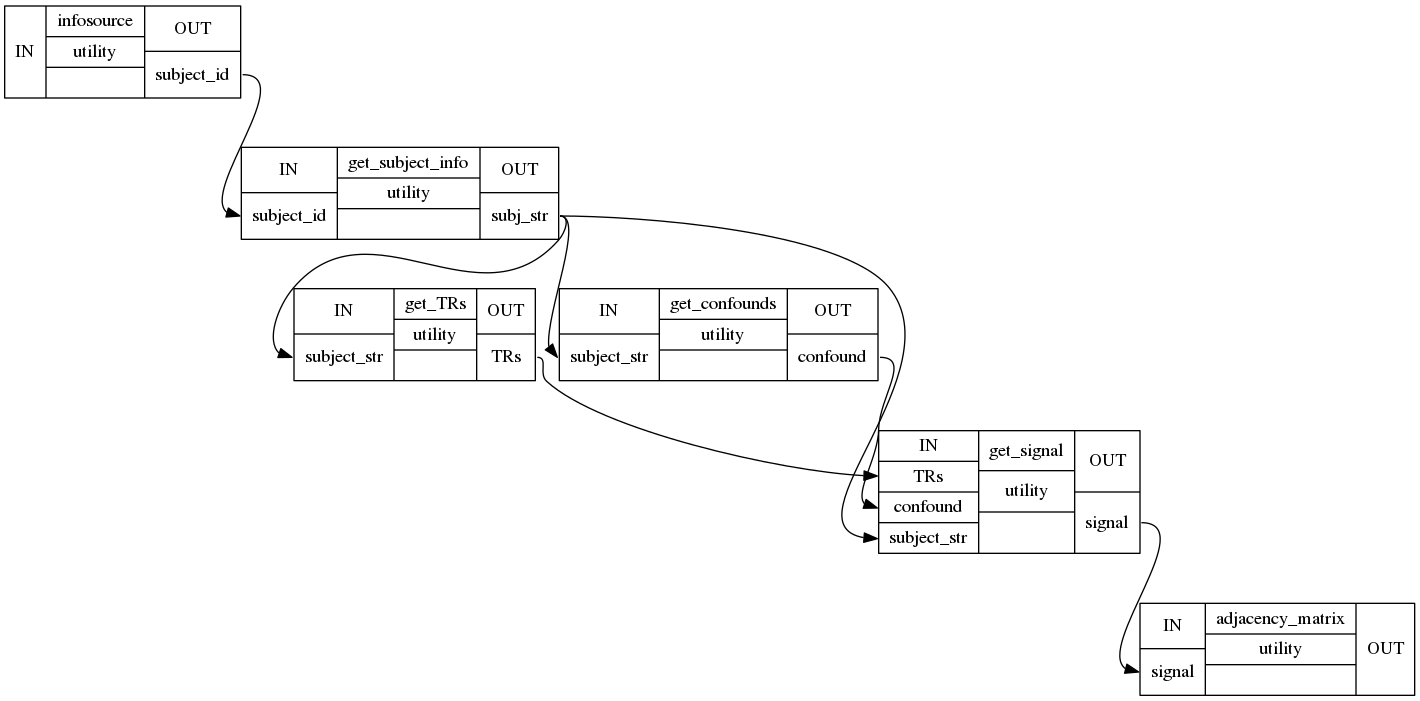 IN
infosource
utility
OUT
subject_id
IN
subject_id
get_subject_info
utility
OUT
subj_str
IN
subject_str
get_TRs
utility
OUT
TRs
IN
subject_str
get_confounds
utility
OUT
confound
IN
TRs
confound
subject_str
get_signal
utility
OUT
signal
IN
signal
adjacency_matrix
utility
OUT